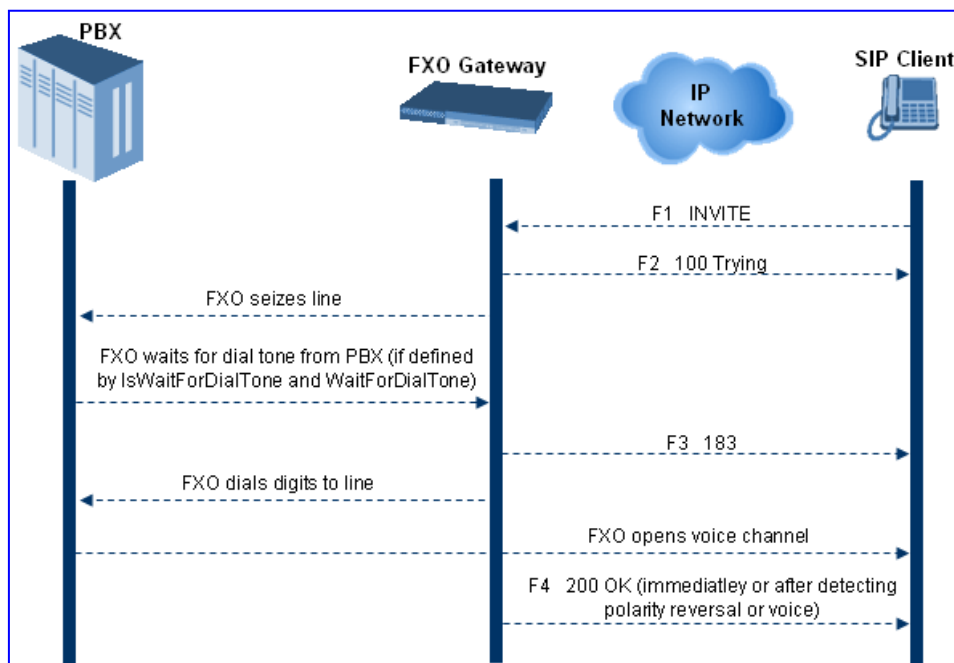 PBX
FXO Gateway
SIP Client
IP
Network
F1 INVITE
F2 100 Trying
FXO seizes line
FXO waits for dial tone from PBX (if defined
by IsWaitForDialTone and WaitForDialTone)
F3 183
FXO dials digits to line
FXO opens voice channel
F4 200 OK (immediatley or after detecting
polarity reversal or voice)